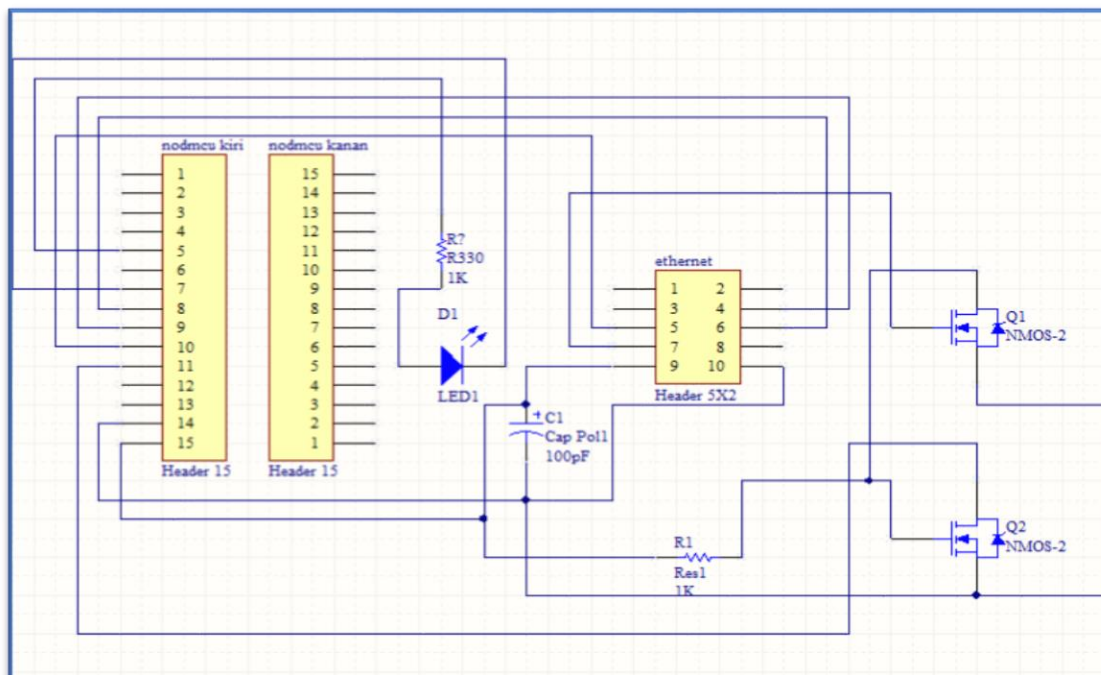 nodmcu kiri
1
2
3
4
5
6
7
8
9
10
11
12
13
14
15
Header 15
nodmcu kanan
15
14
13
12
11
10
9
8
7
6
5
4
3
2
1
Header 15
R?
R330
1K
D1
LED1
C1
Cap Pol1
100pF
ethernet
1 2
3 4
5 6
7 8
9 10
Header 5X2
R1
Res1
1K
Q1
NMOS-2
Q2
NMOS-2